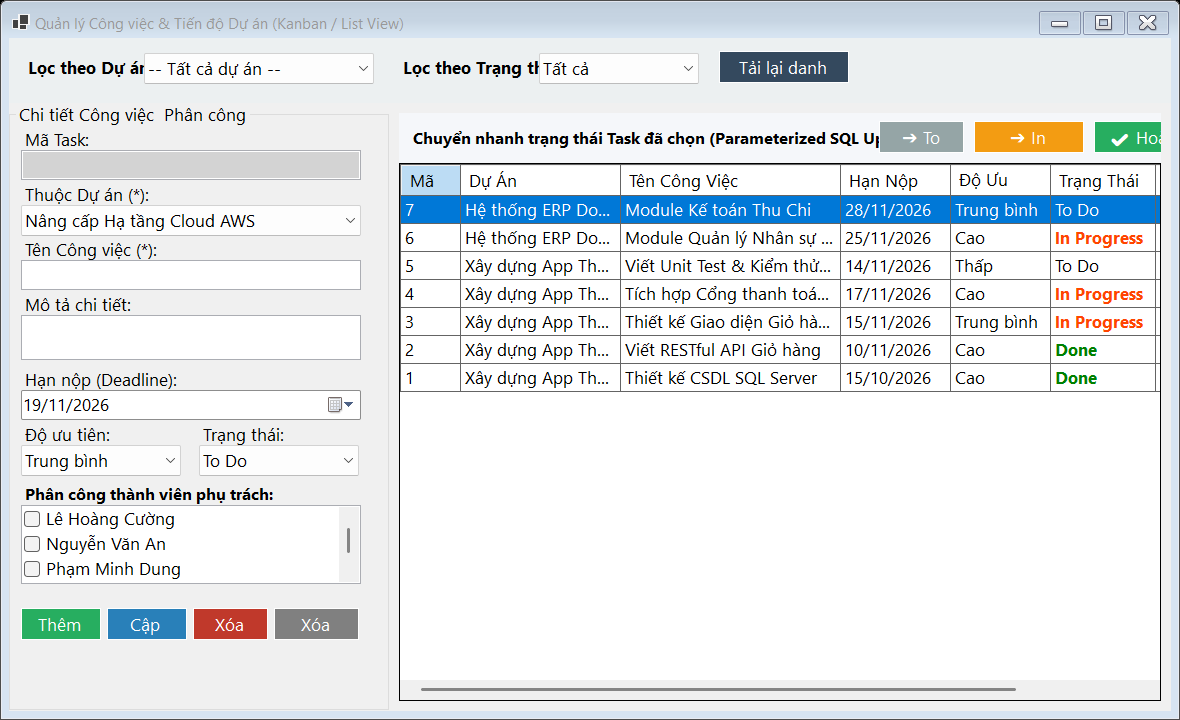 Quản lý Công việc & Tiến độ Dự án (Kanban / List View)
Lọc theo Dự án -- Tất cả dự án -- Lọc theo Trạng th Tất cả Tải lại danh
Chi tiết Công việc Phân công
Mã Task:
Thuộc Dự án (*):
Nâng cấp Hạ tầng Cloud AWS
Tên Công việc (*):
Mô tả chi tiết:
Hạn nộp (Deadline):
19/11/2026
Độ ưu tiên: Trạng thái:
Trung bình To Do
Phân công thành viên phụ trách:
Lê Hoàng Cường
Nguyễn Văn An
Phạm Minh Dung
Thêm Cập Xóa Xóa
Chuyển nhanh trạng thái Task đã chọn (Parameterized SQL Up → To → In ✔ Hoà
Mã Dự Án Tên Công Việc Hạn Nộp Độ Ưu Trạng Thái
7 Hệ thống ERP Do... Module Kế toán Thu Chi 28/11/2026 Trung bình To Do
6 Hệ thống ERP Do... Module Quản lý Nhân sự ... 25/11/2026 Cao In Progress
5 Xây dựng App Th... Viết Unit Test & Kiểm thử... 14/11/2026 Thấp To Do
4 Xây dựng App Th... Tích hợp Cổng thanh toá... 17/11/2026 Cao In Progress
3 Xây dựng App Th... Thiết kế Giao diện Giỏ hà... 15/11/2026 Trung bình In Progress
2 Xây dựng App Th... Viết RESTful API Giỏ hàng 10/11/2026 Cao Done
1 Xây dựng App Th... Thiết kế CSDL SQL Server 15/10/2026 Cao Done